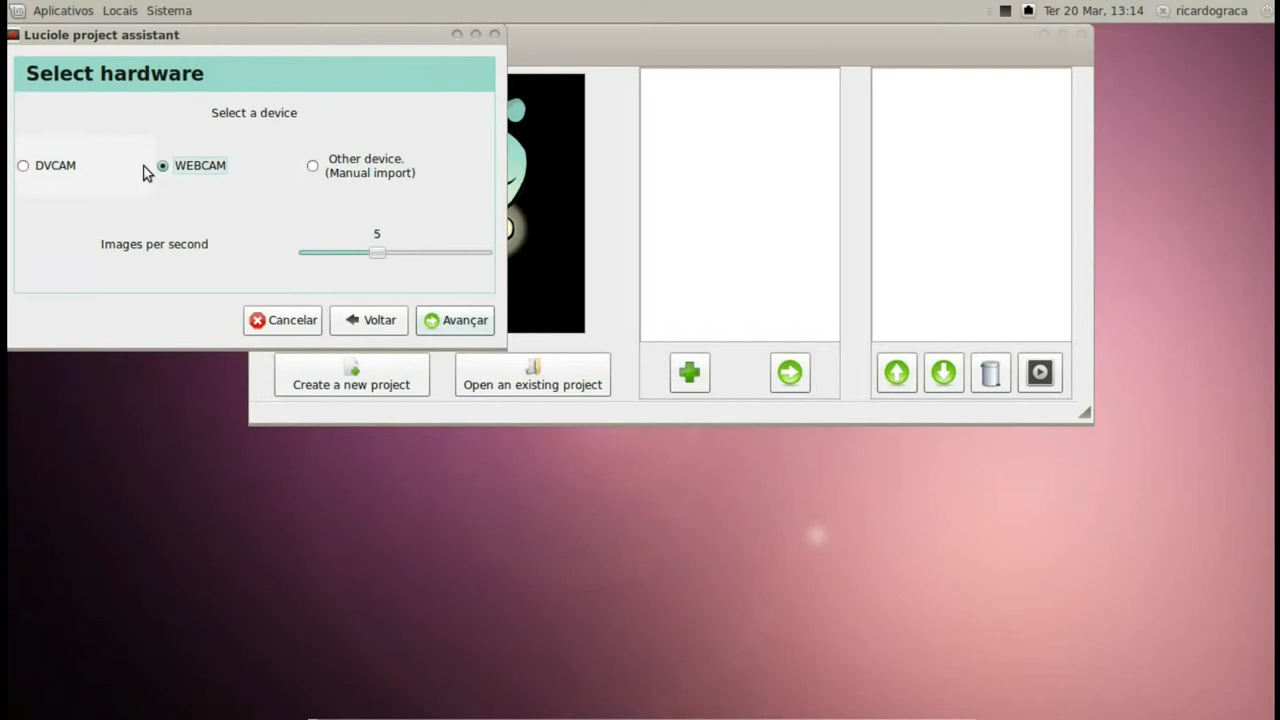 Aplicativos Locais Sistema
Ter 20 Mar, 13:14 ricardograca
Luciole project assistant
Select hardware
Select a device
DVCAM
WEBCAM
Other device.
(Manual import)
5
Images per second
Cancelar
Voltar
Avançar
Create a new project
Open an existing project